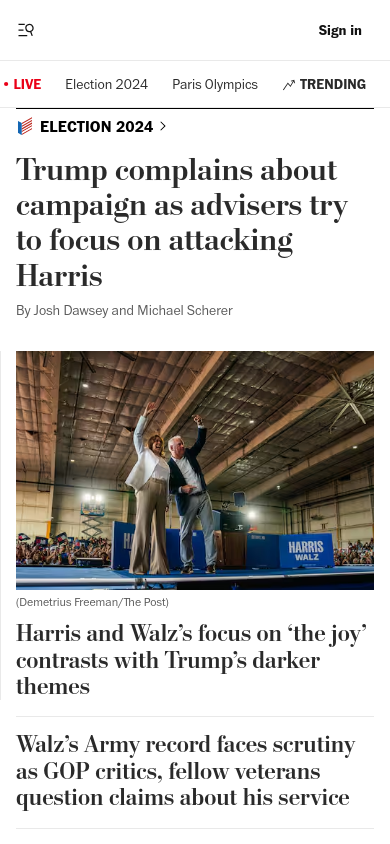 Sign in
LIVE
Election 2024
Paris Olympics
TRENDING
ELECTION 2024
Trump complains about
campaign as advisers try
to focus on attacking
Harris
By Josh Dawsey and Michael Scherer
HARRIS
WALZ
(Demetrius Freeman/The Post)
Harris and Walz’s focus on ‘the joy’
contrasts with Trump’s darker
themes
Walz’s Army record faces scrutiny
as GOP critics, fellow veterans
question claims about his service